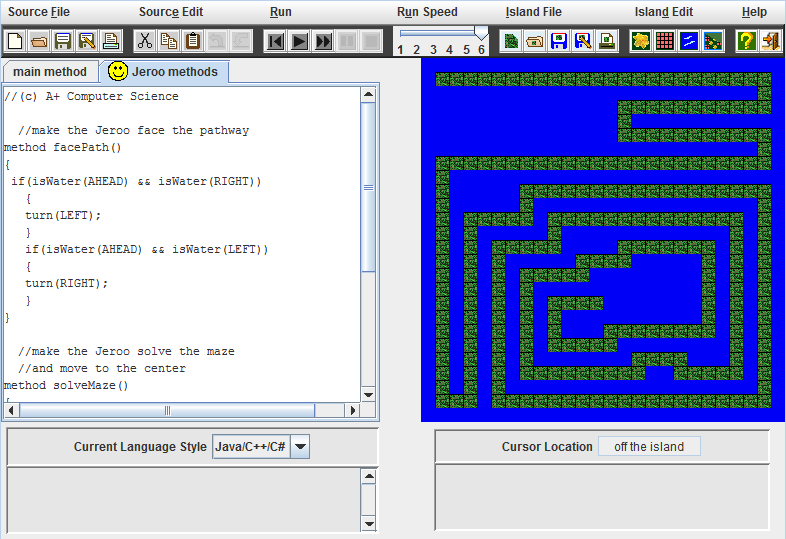 Source File Source Edit Run Run Speed Island File Island Edit Help
1 2 3 4 5 6
main method Jeroo methods
//(c) A+ Computer Science
//make the Jeroo face the pathway
method facePath()
{
if(isWater(AHEAD) && isWater(RIGHT))
{
turn(LEFT);
}
if(isWater(AHEAD) && isWater(LEFT))
{
turn(RIGHT);
}
}
//make the Jeroo solve the maze
//and move to the center
method solveMaze()
Current Language Style Java/C++/C#
Cursor Location off the island